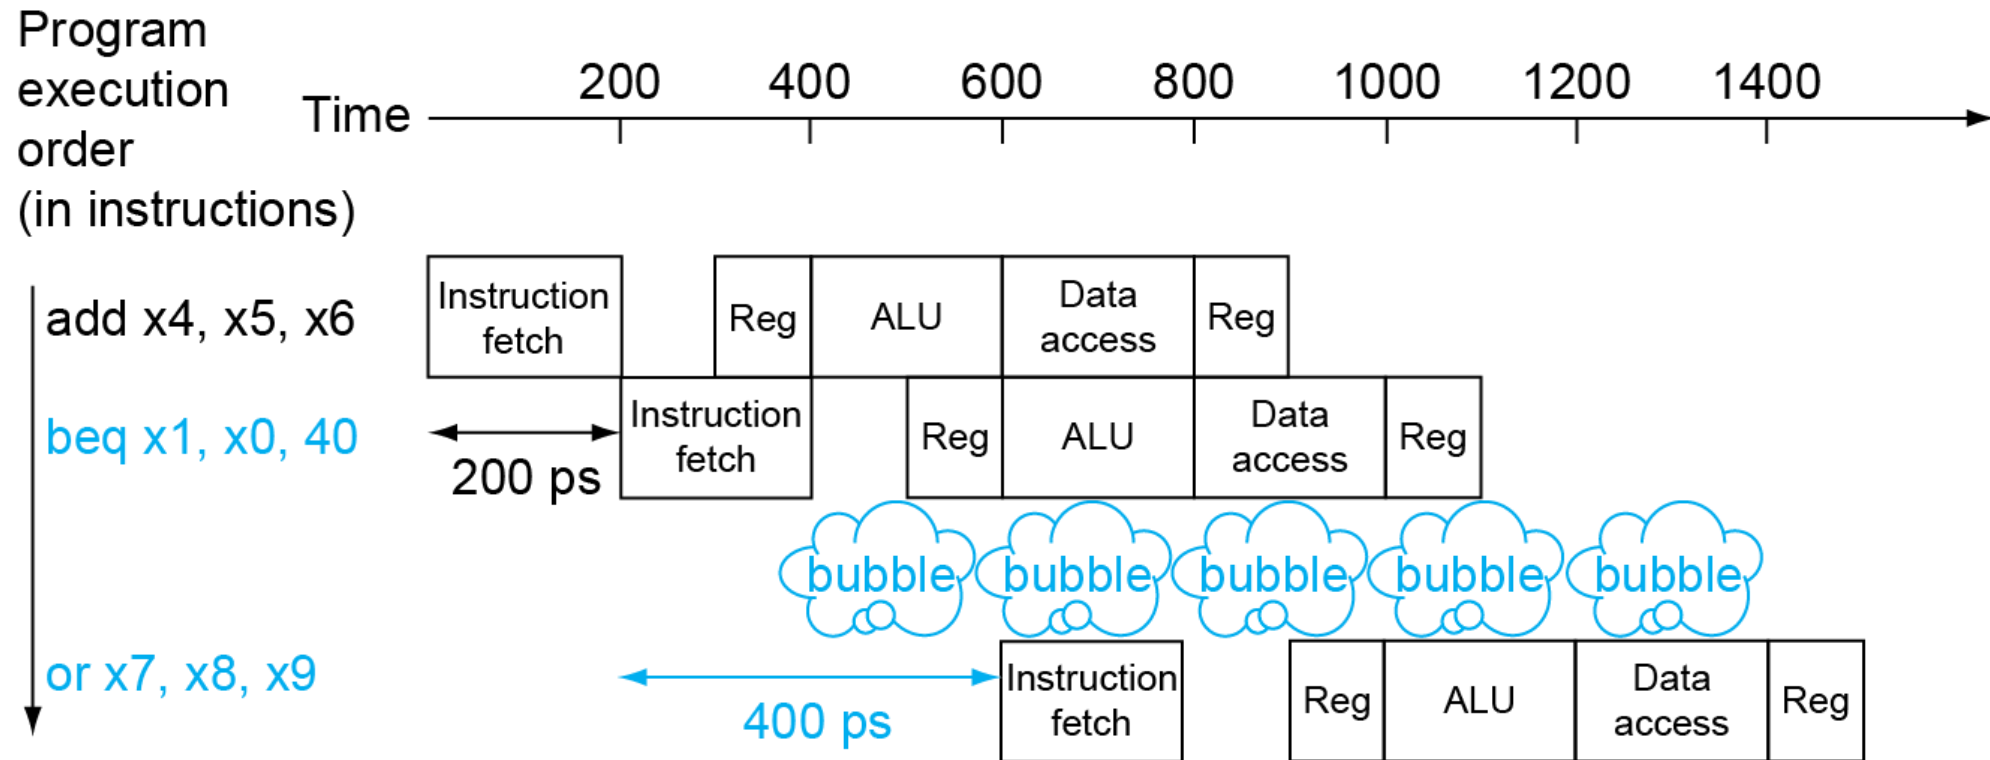 Program
execution
order
(in instructions)
Time
200 400 600 800 1000 1200 1400
add x4, x5, x6
Instruction
fetch
Reg
ALU
Data
access
Reg
beq x1, x0, 40
200 ps
Instruction
fetch
Reg
ALU
Data
access
Reg
bubble bubble bubble bubble bubble
or x7, x8, x9
400 ps
Instruction
fetch
Reg
ALU
Data
access
Reg